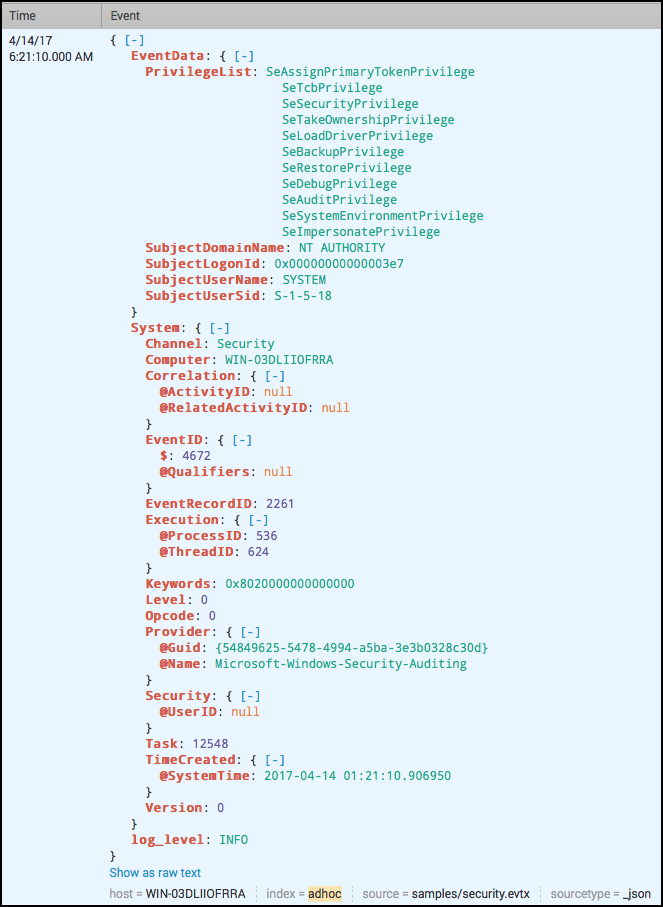 Time Event
4/14/17 { [-]
6:21:10.000 AM EventData: { [-]
PrivilegeList: SeAssignPrimaryTokenPrivilege
SeTcbPrivilege
SeSecurityPrivilege
SeTakeOwnershipPrivilege
SeLoadDriverPrivilege
SeBackupPrivilege
SeRestorePrivilege
SeDebugPrivilege
SeAuditPrivilege
SeSystemEnvironmentPrivilege
SeImpersonatePrivilege
SubjectDomainName: NT AUTHORITY
SubjectLogonId: 0x00000000000003e7
SubjectUserName: SYSTEM
SubjectUserSid: S-1-5-18
}
System: { [-]
Channel: Security
Computer: WIN-03DLIIOFRRA
Correlation: { [-]
@ActivityID: null
@RelatedActivityID: null
}
EventID: { [-]
$: 4672
@Qualifiers: null
}
EventRecordID: 2261
Execution: { [-]
@ProcessID: 536
@ThreadID: 624
}
Keywords: 0x8020000000000000
Level: 0
Opcode: 0
Provider: { [-]
@Guid: {54849625-5478-4994-a5ba-3e3b0328c30d}
@Name: Microsoft-Windows-Security-Auditing
}
Security: { [-]
@UserID: null
}
Task: 12548
TimeCreated: { [-]
@SystemTime: 2017-04-14 01:21:10.906950
}
Version: 0
}
log_level: INFO
}
Show as raw text
host = WIN-03DLIIOFRRA index = adhoc source = samples/security.evtx sourcetype = _json